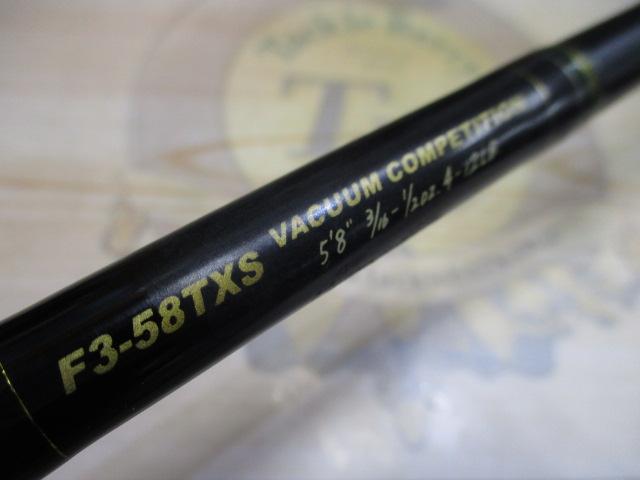 F3-58TXS VACUUM COMPETITION
5'8" 3/16-1/2oz. 4-12LB